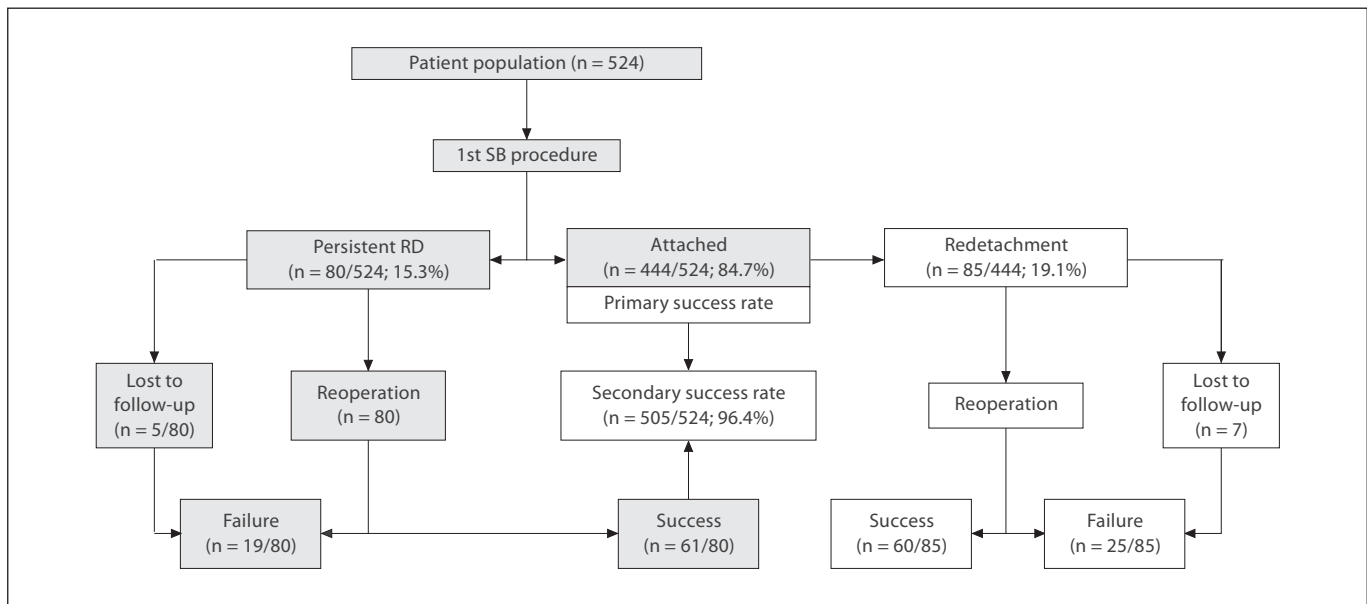 Patient population (n = 524)
1st SB procedure
Persistent RD
(n = 80/524; 15.3%)
Attached
(n = 444/524; 84.7%)
Primary success rate
Redetachment
(n = 85/444; 19.1%)
Lost to
follow-up
(n = 5/80)
Reoperation
(n = 80)
Secondary success rate
(n = 505/524; 96.4%)
Reoperation
Lost to
follow-up
(n = 7)
Failure
(n = 19/80)
Success
(n = 61/80)
Success
(n = 60/85)
Failure
(n = 25/85)